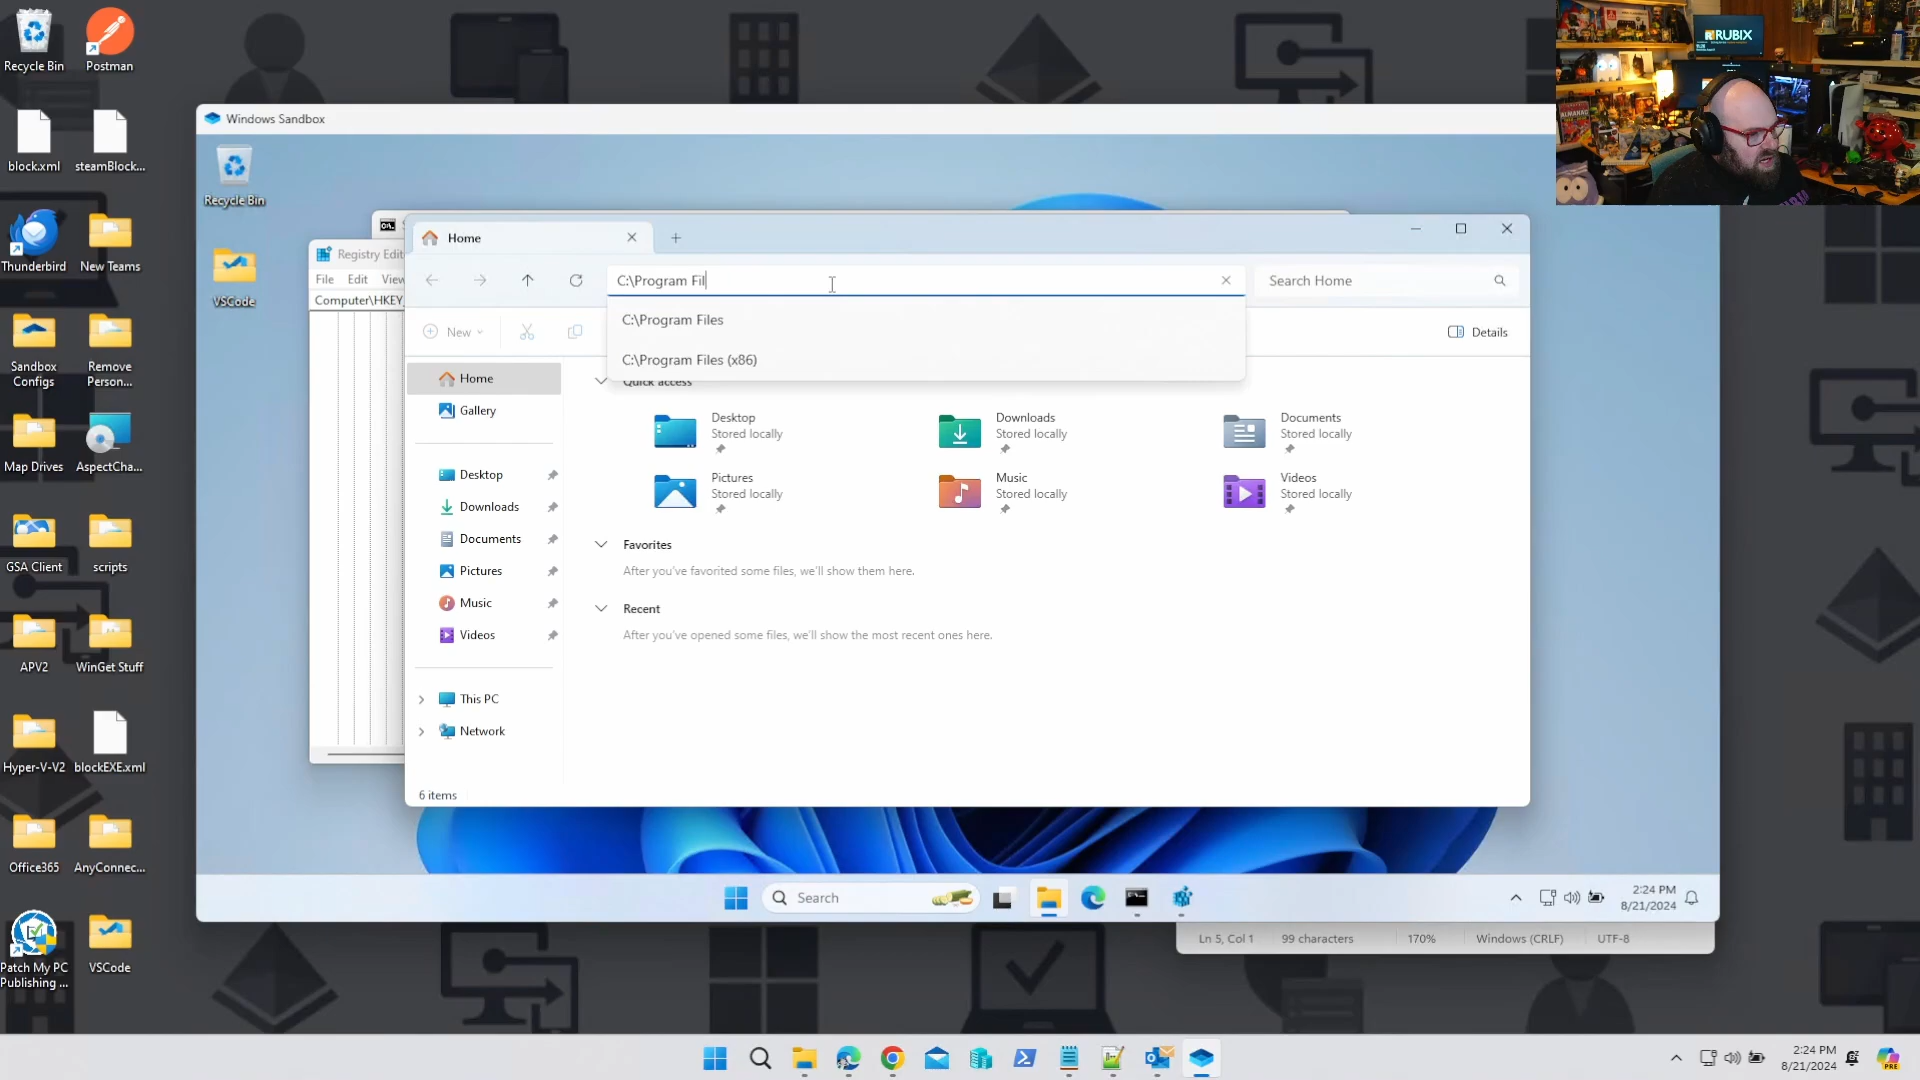 Recycle Bin
Postman
block.xml
steamBlock...
Thunderbird
New Teams
Sandbox
Configs
Remove
Person...
Map Drives
AspectCha...
GSA Client
scripts
APV2
WinGet Stuff
Hyper-V-V2
blockEXE.xml
Office365
AnyConnec...
Patch My PC
Publishing ...
VSCode
Windows Sandbox
Recycle Bin
VSCode
Registry Edit
File Edit View
Computer\HKEY_
Home
C:\Program Fil
Search Home
C:\Program Files
C:\Program Files (x86)
New
Details
Home
Gallery
Desktop
Downloads
Documents
Pictures
Music
Videos
This PC
Network
6 items
Quick access
Desktop
Stored locally
Downloads
Stored locally
Documents
Stored locally
Pictures
Stored locally
Music
Stored locally
Videos
Stored locally
Favorites
After you've favorited some files, we'll show them here.
Recent
After you've opened some files, we'll show the most recent ones here.
Search
2:24 PM
8/21/2024
Ln 5, Col 1
99 characters
170%
Windows (CRLF)
UTF-8
2:24 PM
8/21/2024
PRE
RUBIX